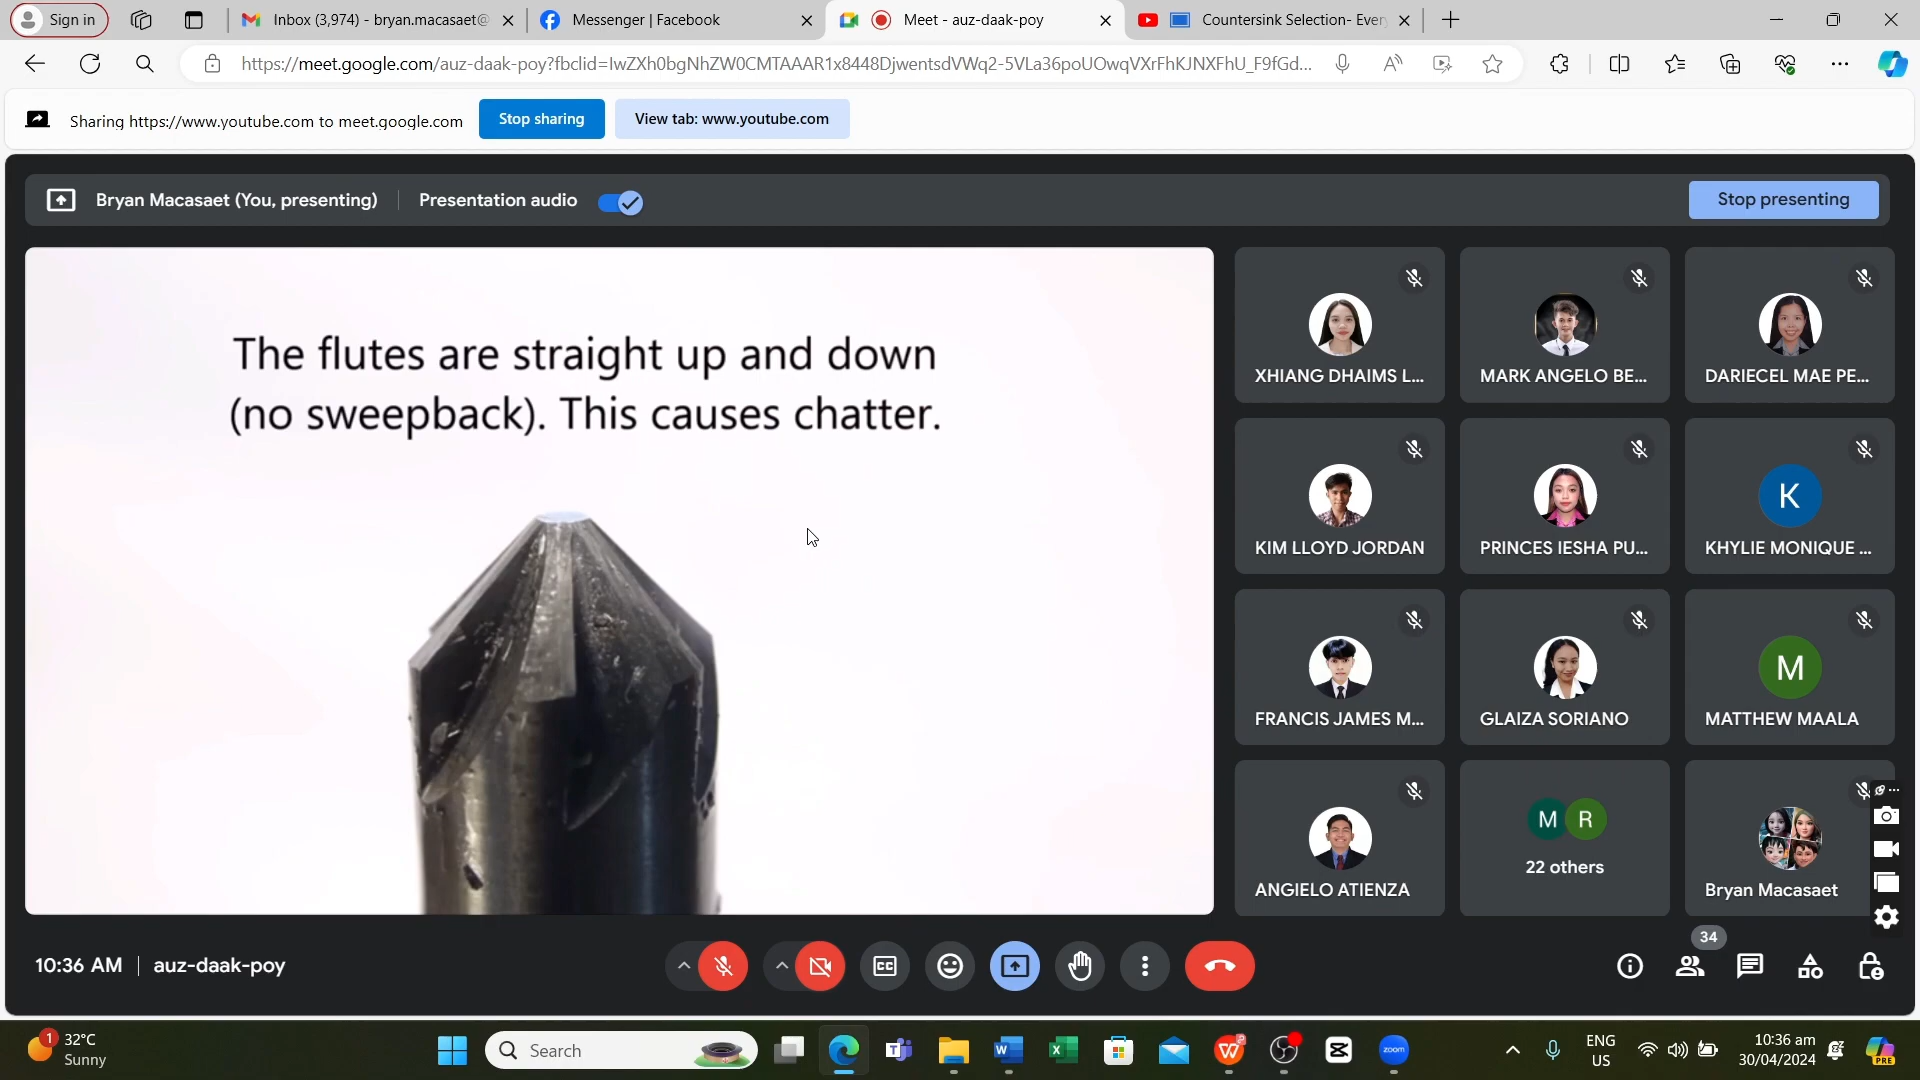 Sign in
Inbox (3,974) - bryan.macasaet@
Messenger | Facebook
Meet - auz-daak-poy
Countersink Selection- Ever
https://meet.google.com/auz-daak-poy?fbclid=IwZXh0bgNhZW0CMTAAAR1x8448DjwentsdVWq2-5VLa36poUOwqVXrFhKJNXFhU_F9fGd...
Sharing https://www.youtube.com to meet.google.com
Stop sharing
View tab: www.youtube.com
Bryan Macasaet (You, presenting)
Presentation audio
Stop presenting
The flutes are straight up and down
(no sweepback). This causes chatter.
XHIANG DHAIMS L...
MARK ANGELO BE...
DARIECEL MAE PE...
KIM LLOYD JORDAN
PRINCES IESHA PU...
K
KHYLIE MONIQUE ...
FRANCIS JAMES M...
GLAIZA SORIANO
M
MATTHEW MAALA
ANGIELO ATIENZA
M R
22 others
Bryan Macasaet
10:36 AM | auz-daak-poy
34
1
32°C
Sunny
Search
zoom
ENG
US
10:36 am
30/04/2024
PRE